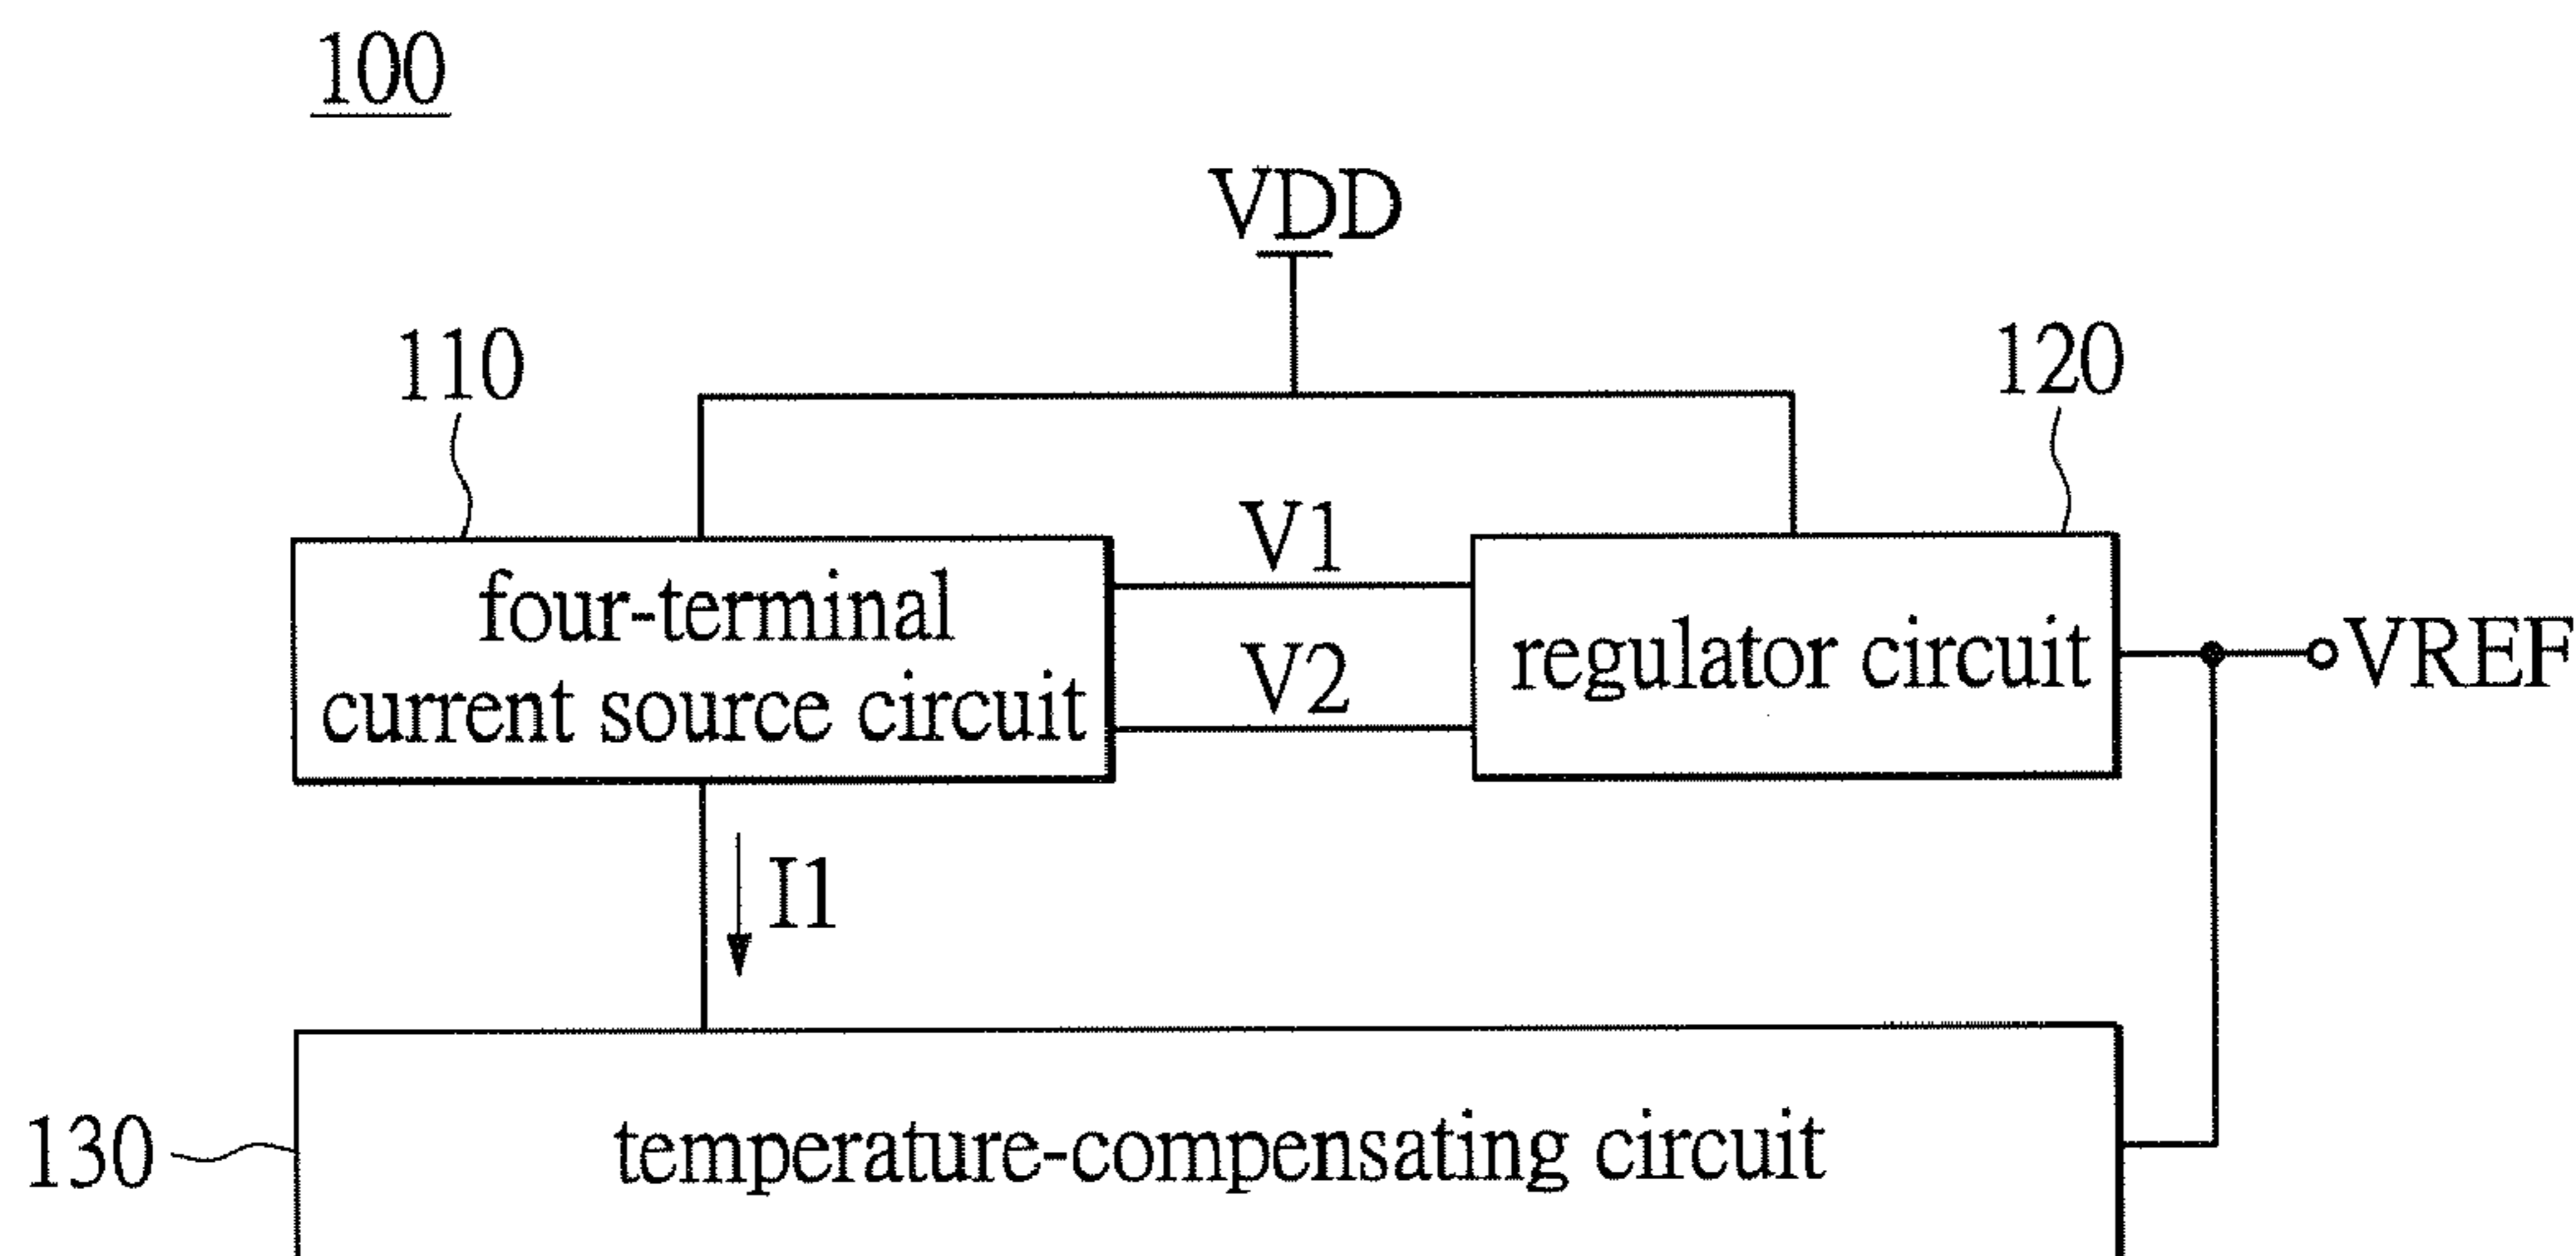 100
VDD
110
120
V1
four-terminal
current source circuit
V2
regulator circuit
VREF
I1
130
temperature-compensating circuit